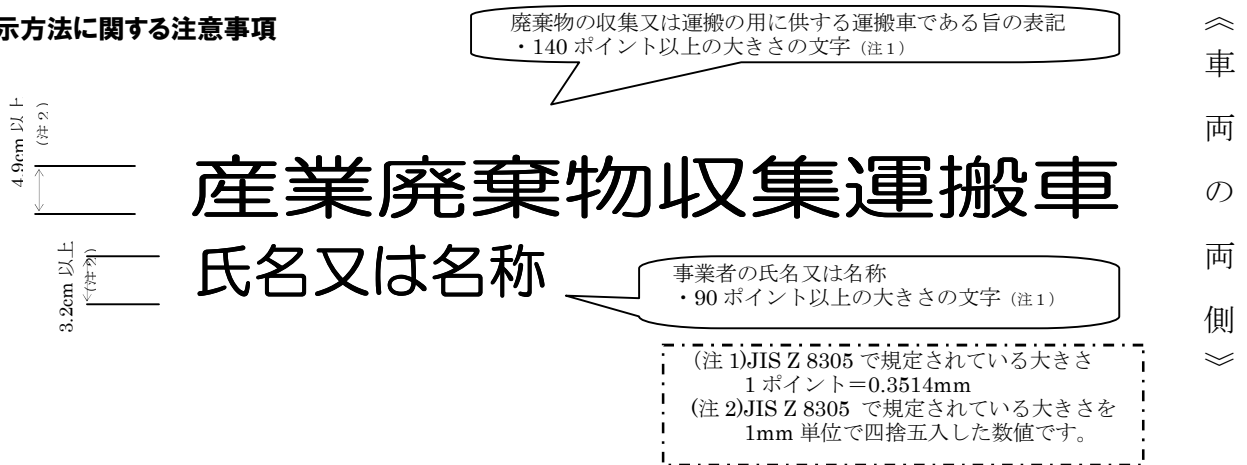 示方法に関する注意事項
廃棄物の収集又は運搬の用に供する運搬車である旨の表記
・140 ポイント以上の大きさの文字（注１）
4.9cm 以上
（注２）
産業廃棄物収集運搬車
3.2cm 以上
（注２）
氏名又は名称
事業者の氏名又は名称
・90 ポイント以上の大きさの文字（注１）
(注 1)JIS Z 8305 で規定されている大きさ
1 ポイント＝0.3514mm
(注 2)JIS Z 8305 で規定されている大きさを
1mm 単位で四捨五入した数値です。
≪車両の両側≫